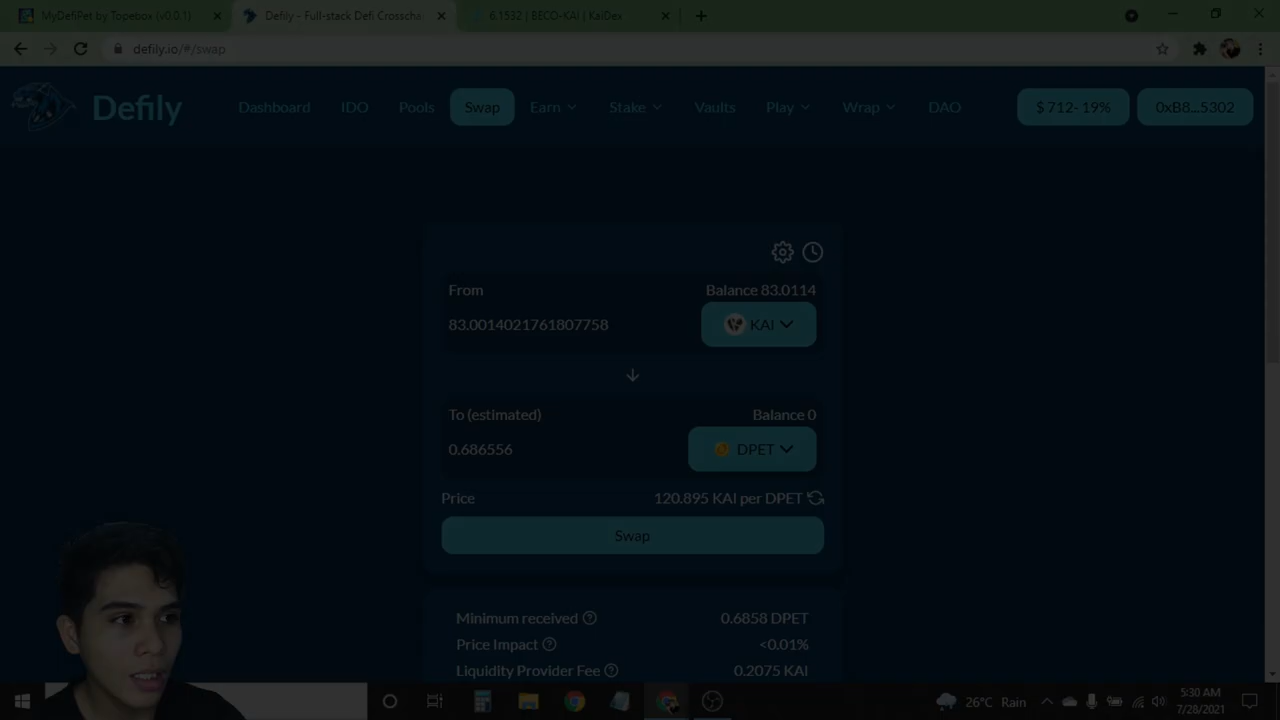 MyDefiPet by Topebox (v0.0.1)
Defily - Full-stack Defi Crosscha
6.1532 | BECO-KAI | KaiDex
defily.io/#/swap
Defily
Dashboard
IDO
Pools
Swap
Earn
Stake
Vaults
Play
Wrap
DAO
$ 712- 19%
0xB8...5302
From
Balance 83.0114
83.0014021761807758
KAI
To (estimated)
Balance 0
0.686556
DPET
Price
120.895 KAI per DPET
Swap
Minimum received
0.6858 DPET
Price Impact
<0.01%
Liquidity Provider Fee
0.2075 KAI
26°C Rain
5:30 AM
7/28/2021